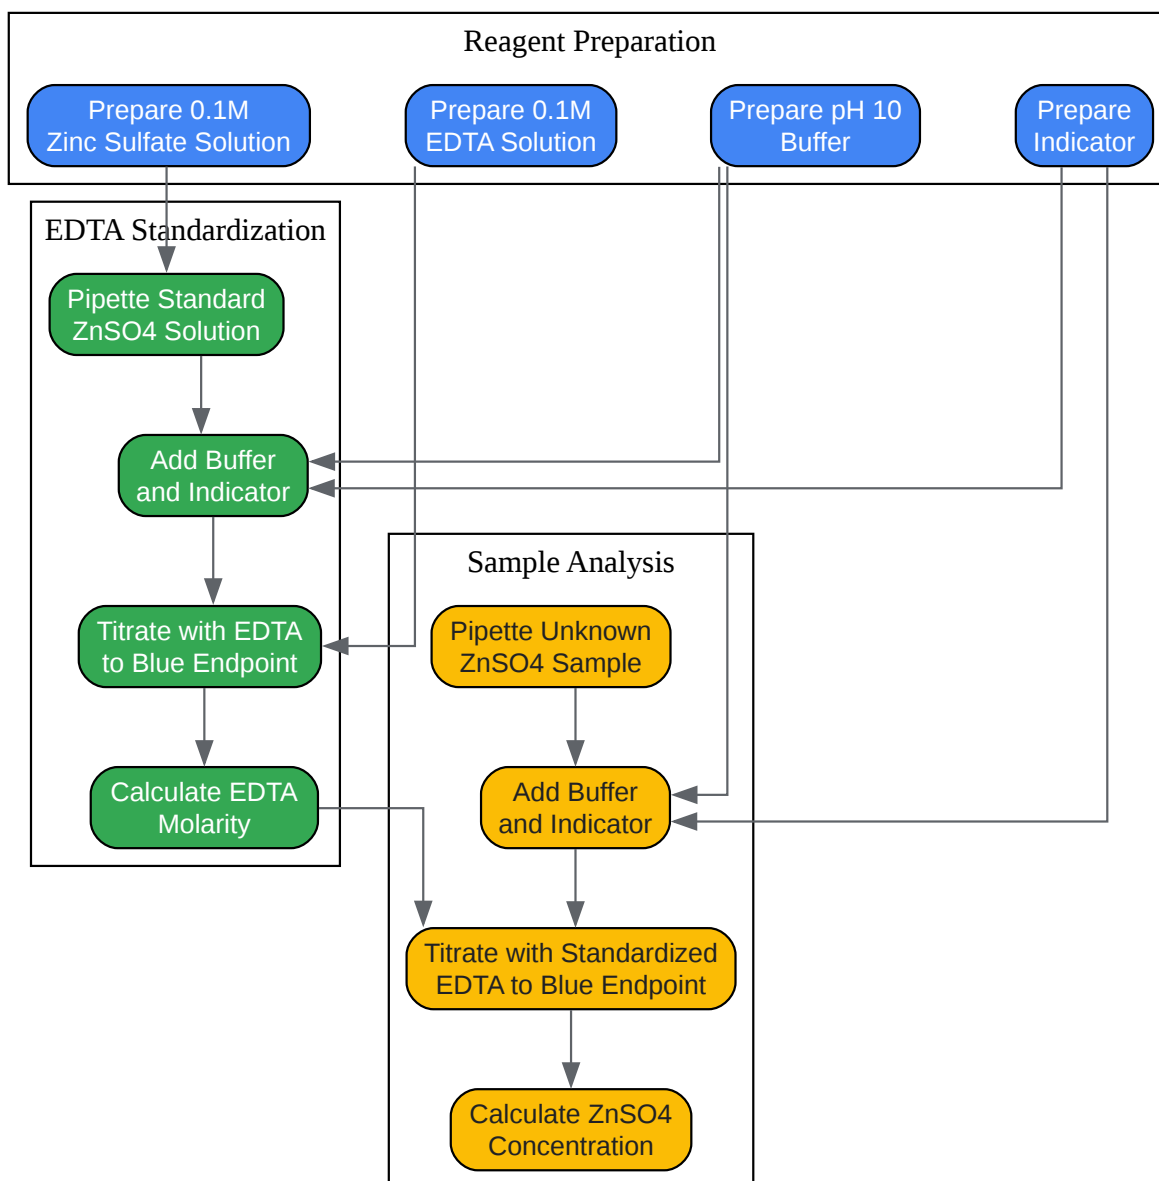 Reagent Preparation
Prepare 0.1M
Zinc Sulfate Solution
Prepare 0.1M
EDTA Solution
Prepare pH 10
Buffer
Prepare
Indicator
EDTA Standardization
Pipette Standard
ZnSO4 Solution
Add Buffer
and Indicator
Titrate with EDTA
to Blue Endpoint
Calculate EDTA
Molarity
Sample Analysis
Pipette Unknown
ZnSO4 Sample
Add Buffer
and Indicator
Titrate with Standardized
EDTA to Blue Endpoint
Calculate ZnSO4
Concentration